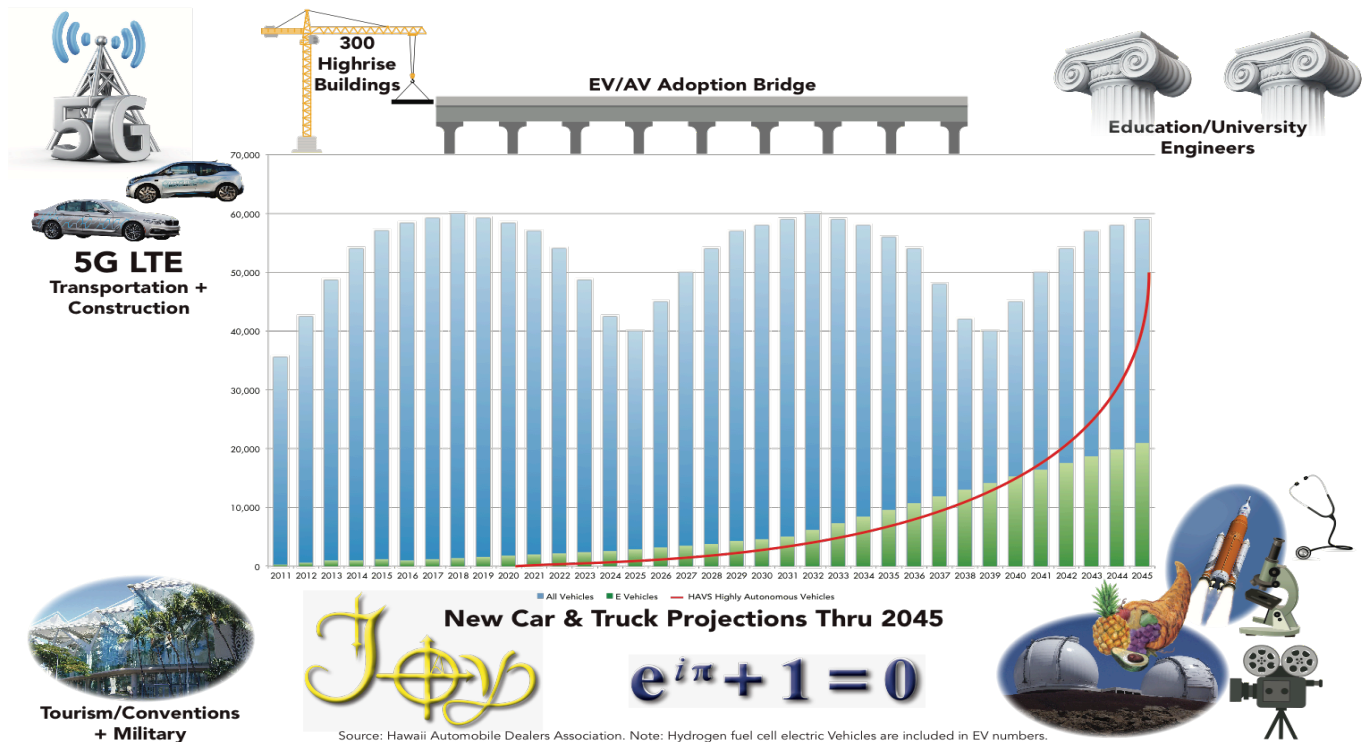 5G
300
Highrise
Buildings
EV/AV Adoption Bridge
Education/University
Engineers
5G LTE
Transportation +
Construction
70,000
60,000
50,000
40,000
30,000
20,000
10,000
0
2011 2012 2013 2014 2015 2016 2017 2018 2019 2020 2021 2022 2023 2024 2025 2026 2027 2028 2029 2030 2031 2032 2033 2034 2035 2036 2037 2038 2039 2040 2041 2042 2043 2044 2045
All Vehicles E Vehicles HAVS Highly Autonomous Vehicles
New Car & Truck Projections Thru 2045
Joy
e^{iπ} + 1 = 0
Tourism/Conventions
+ Military
Source: Hawaii Automobile Dealers Association. Note: Hydrogen fuel cell electric Vehicles are included in EV numbers.